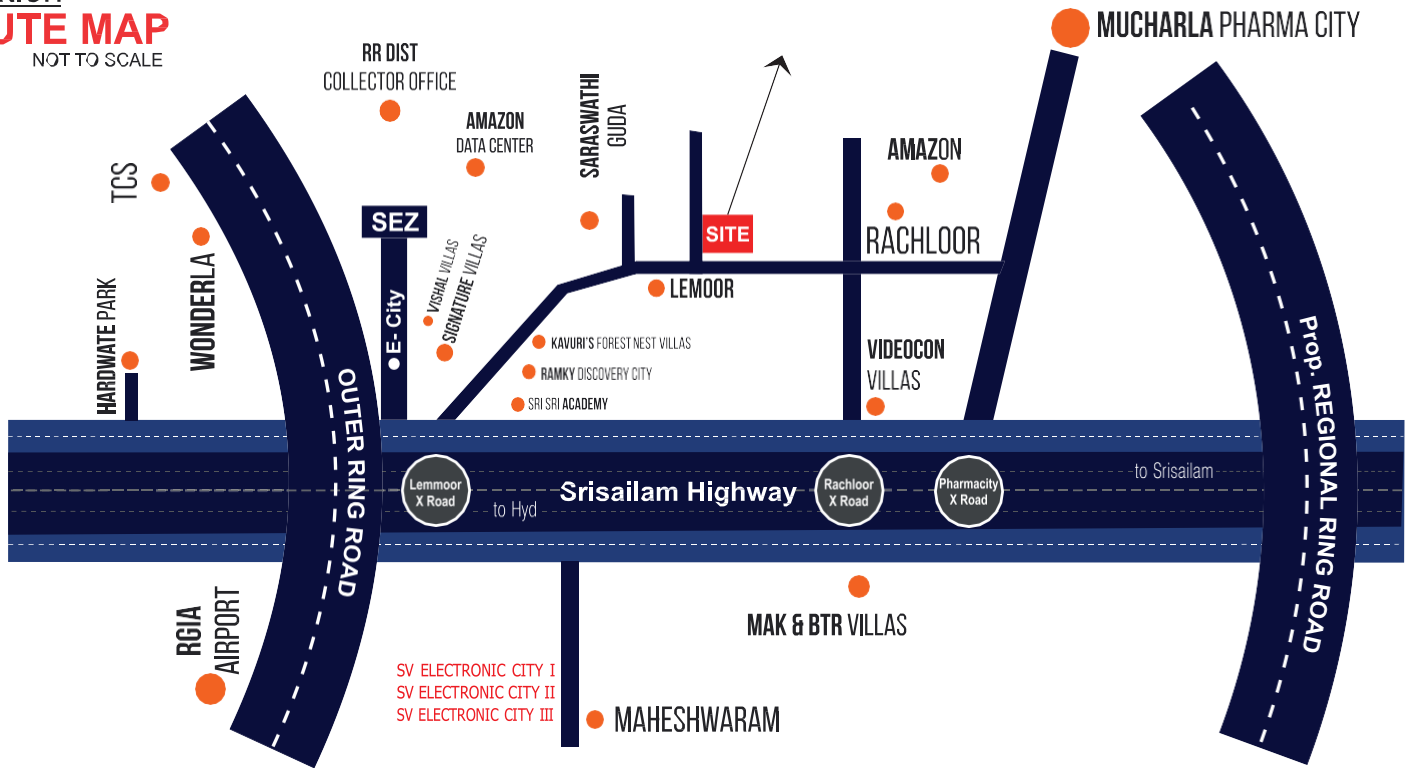 UTE MAP
NOT TO SCALE
RR DIST
COLLECTOR OFFICE
AMAZON
DATA CENTER
SARASWATHI
GUDA
MUCHARLA PHARMA CITY
AMAZON
RACHLOOR
TCS
WONDERLA
HARDWATE PARK
SEZ
E- City
VISHAL VILLAS
SIGNATURE VILLAS
SITE
LEMOOR
KAVURI'S FOREST NEST VILLAS
RAMKY DISCOVERY CITY
SRI SRI ACADEMY
VIDEOCON
VILLAS
OUTER RING ROAD
Prop. REGIONAL RING ROAD
Lemmoor
X Road
to Hyd
Srisailam Highway
Rachloor
X Road
Pharmacity
X Road
to Srisailam
RGIA
AIRPORT
MAK & BTR VILLAS
SV ELECTRONIC CITY I
SV ELECTRONIC CITY II
SV ELECTRONIC CITY III
MAHESHWARAM